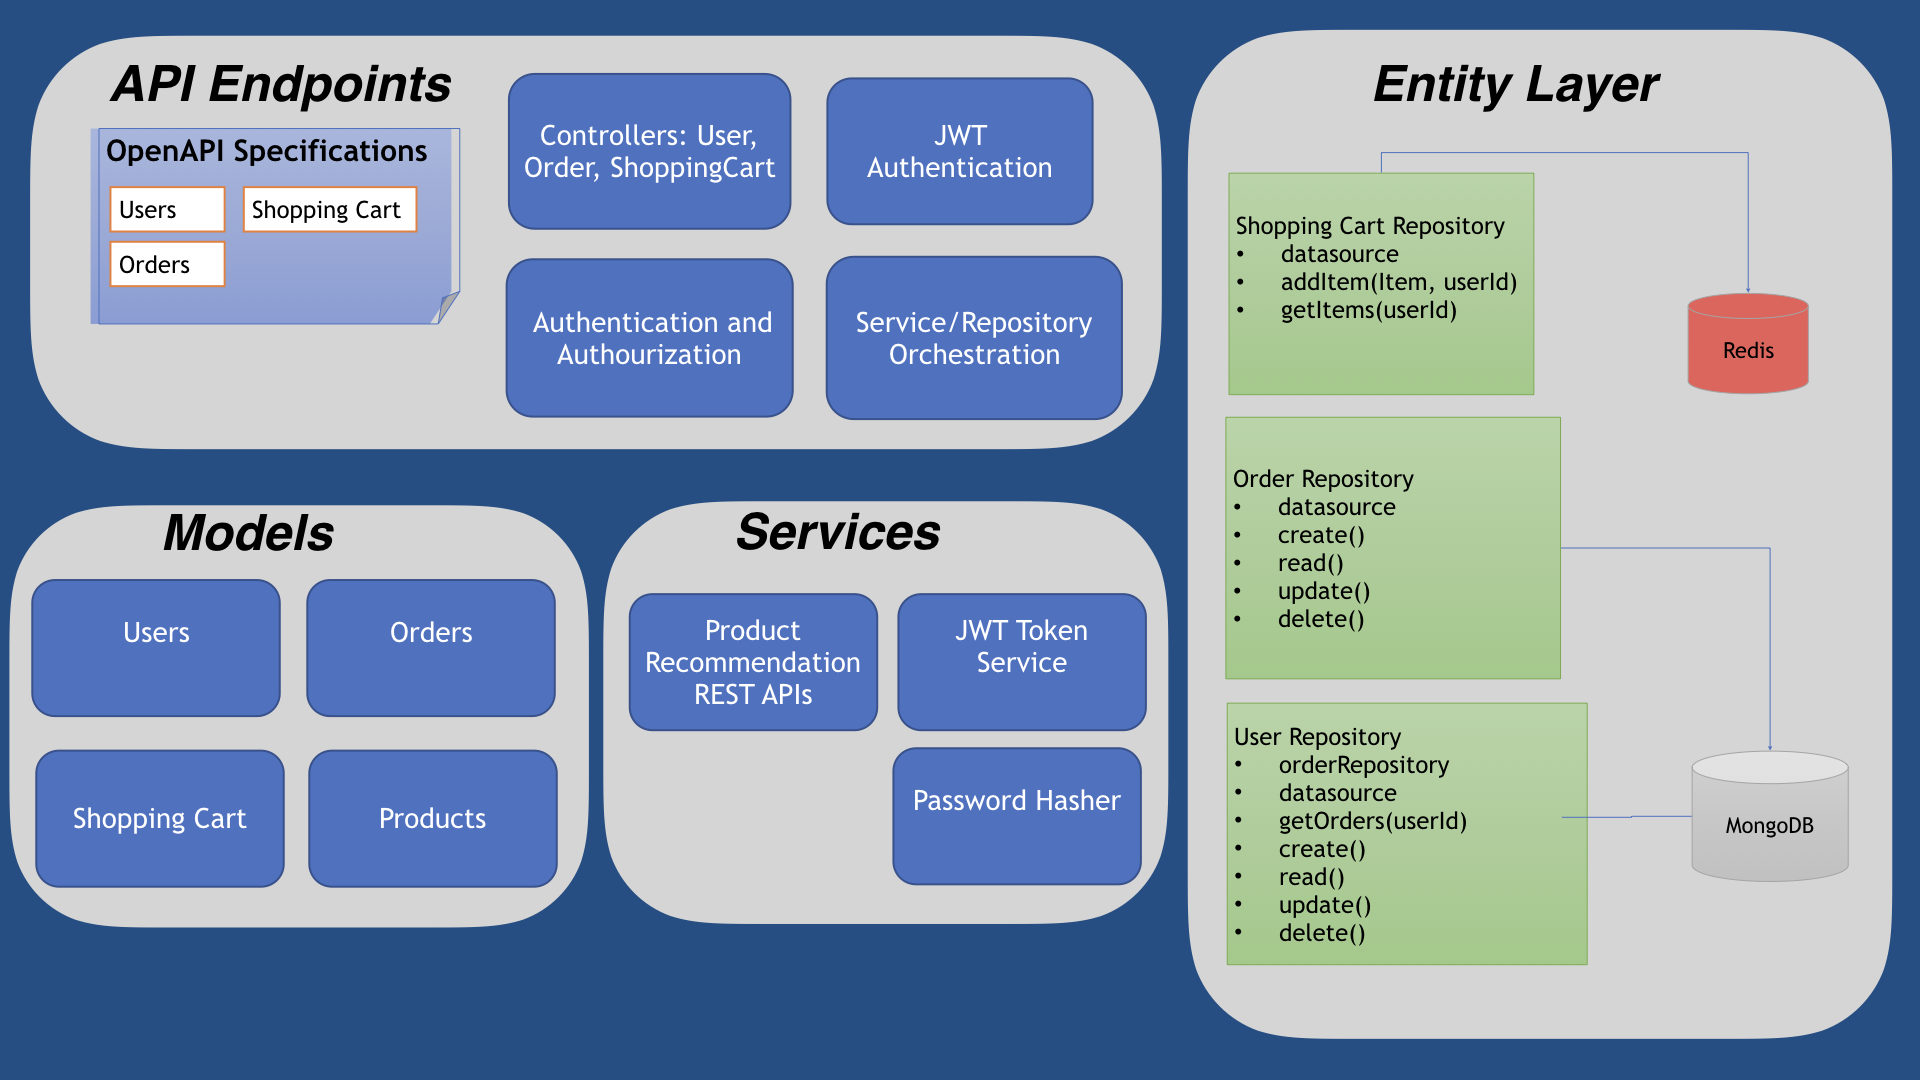 API Endpoints
OpenAPI Specifications
Users
Shopping Cart
Orders
Controllers: User,
Order, ShoppingCart
JWT
Authentication
Authentication and
Authourization
Service/Repository
Orchestration
Models
Users
Orders
Shopping Cart
Products
Services
Product
Recommendation
REST APIs
JWT Token
Service
Password Hasher
Entity Layer
Shopping Cart Repository
• datasource
• addItem(Item, userId)
• getItems(userId)
Redis
Order Repository
• datasource
• create()
• read()
• update()
• delete()
User Repository
• orderRepository
• datasource
• getOrders(userId)
• create()
• read()
• update()
• delete()
MongoDB